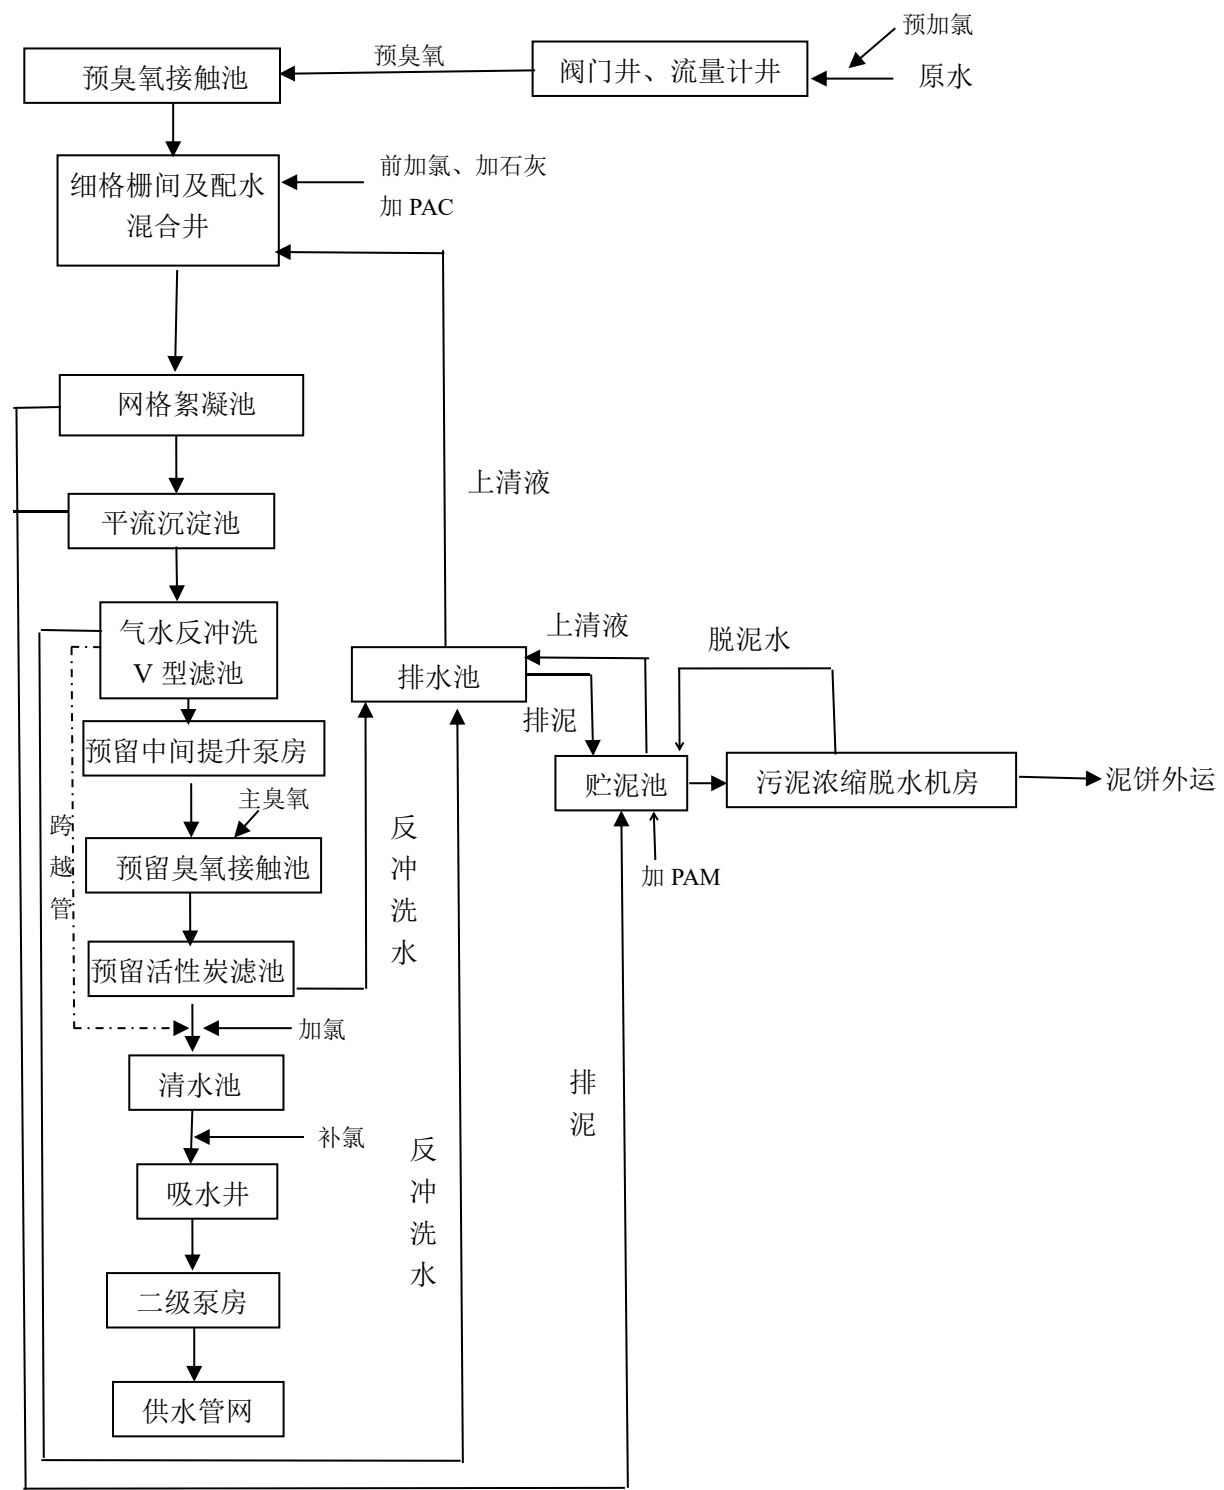 预加氯
预臭氧
阀门井、流量计井
原水
预臭氧接触池
前加氯、加石灰
加 PAC
细格栅间及配水
混合井
网格絮凝池
上清液
平流沉淀池
气水反冲洗
V 型滤池
上清液
脱泥水
排水池
排泥
预留中间提升泵房
贮泥池
污泥浓缩脱水机房
泥饼外运
主臭氧
跨越管
反冲洗水
预留臭氧接触池
加 PAM
预留活性炭滤池
加氯
清水池
排泥
补氯
反冲洗水
吸水井
二级泵房
供水管网